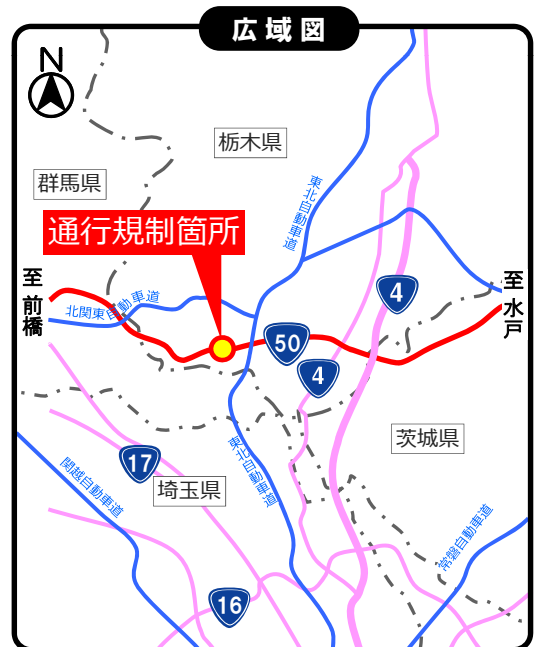 広域図
N
栃木県
群馬県
東北自動車道
通行規制箇所
至前橋
至水戸
北関東自動車道
4
50
4
茨城県
東北自動車道
17
関越自動車道
埼玉県
常磐自動車道
16